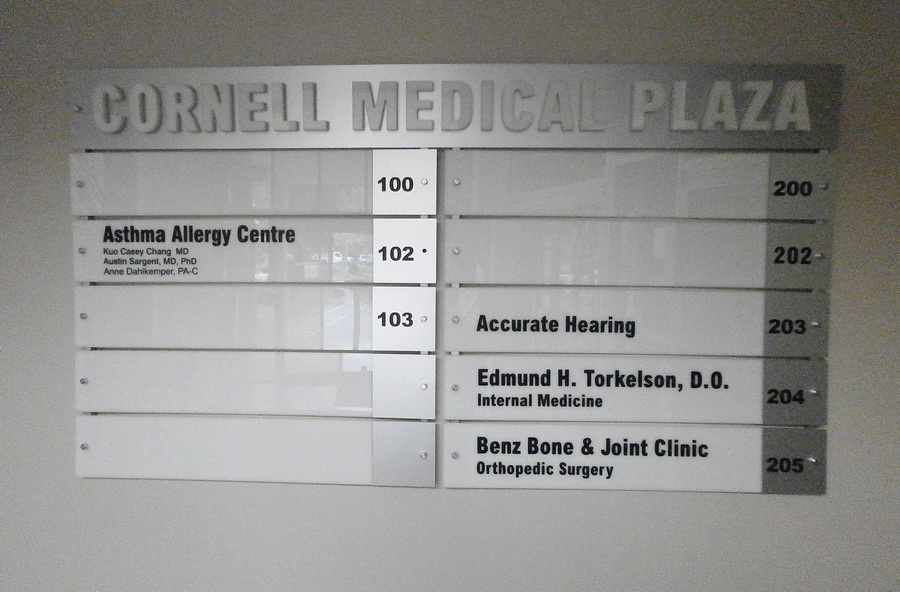 CORNELL MEDICAL PLAZA
100
Asthma Allergy Centre
Kuo Casey Chang MD
Austin Sargent, MD, PhD
Anne Dahlkemper, PA-C
102
103
200
202
Accurate Hearing
203
Edmund H. Torkelson, D.O.
Internal Medicine
204
Benz Bone & Joint Clinic
Orthopedic Surgery
205